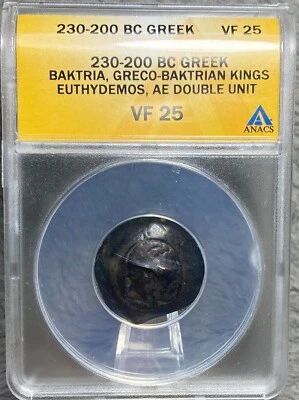 230-200 BC GREEK VF 25
230-200 BC GREEK
BAKTRIA, GRECO-BAKTRIAN KINGS
EUTHYDEMOS, AE DOUBLE UNIT
VF 25
ANACS